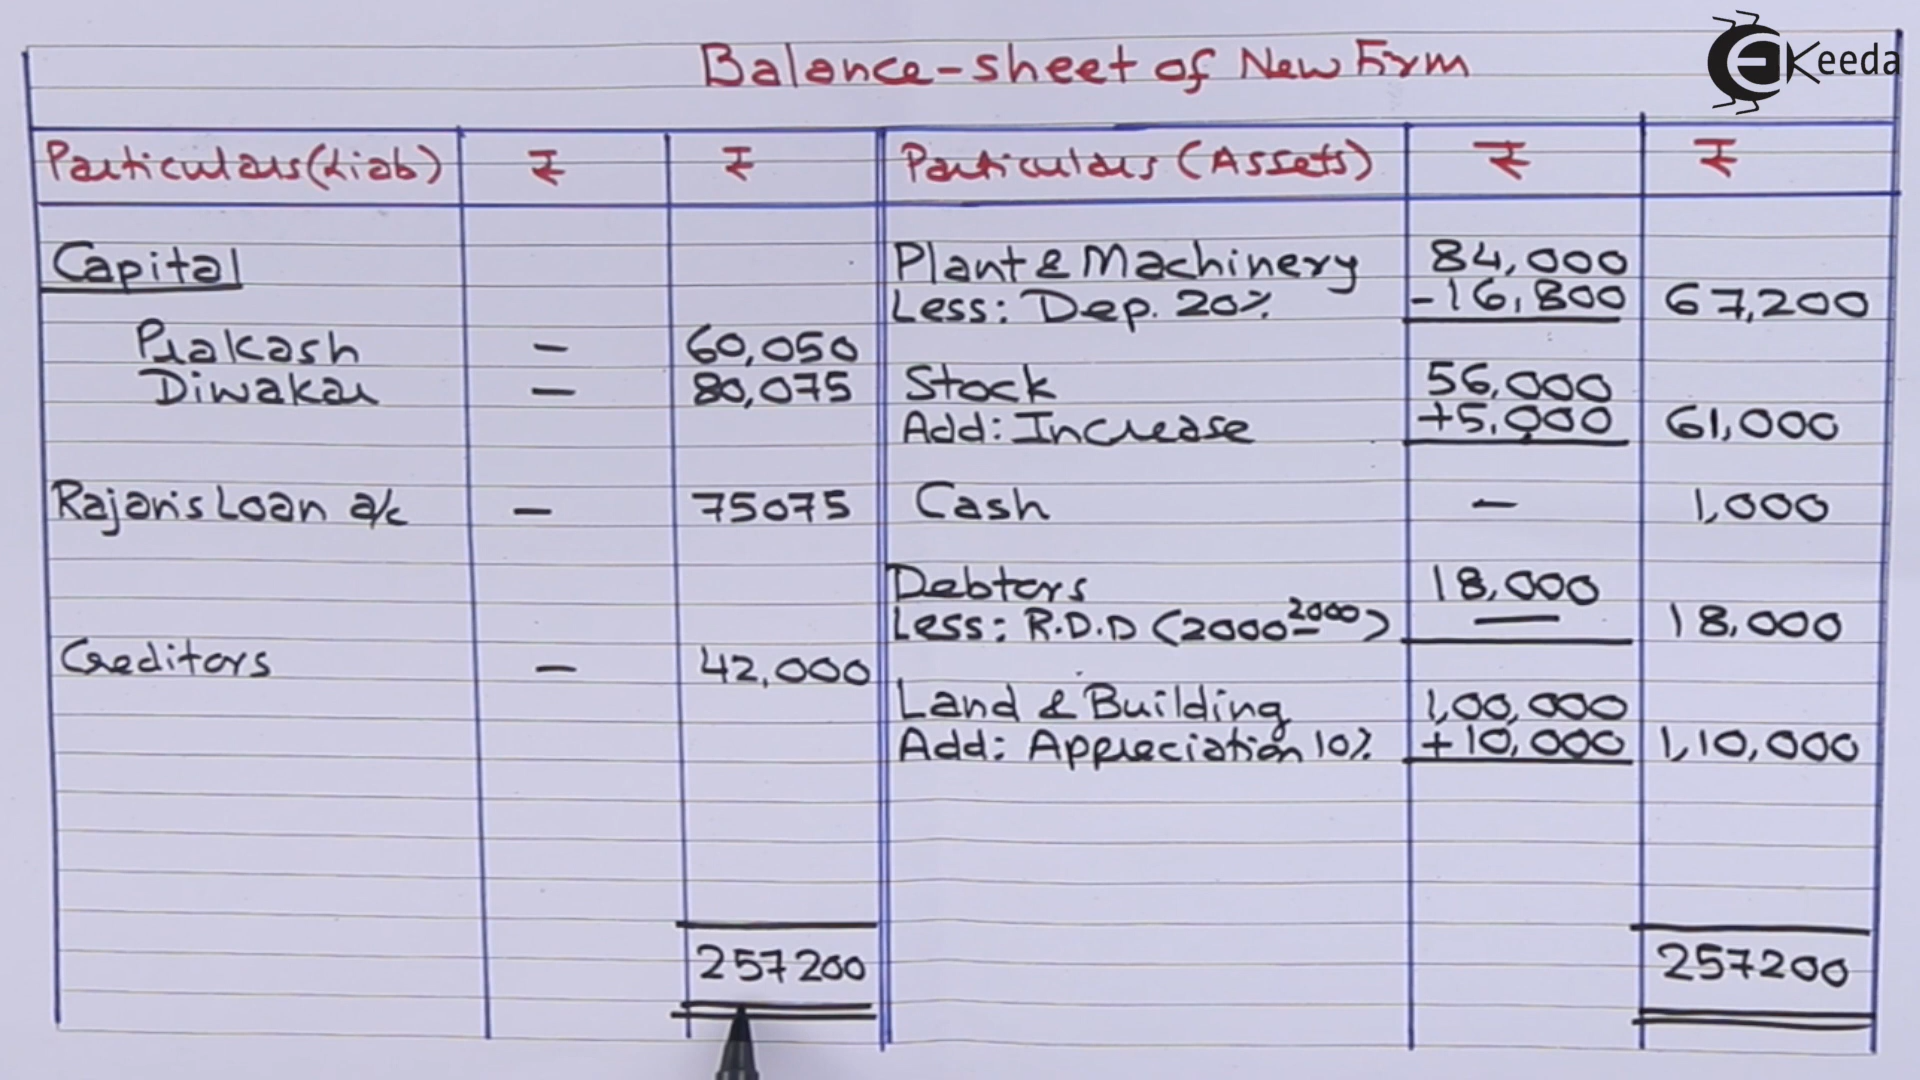 Balance-sheet of New Firm
EKeeda
Particulars (Liab) ₹ ₹ Particulars (Assets) ₹ ₹
Capital Plant & Machinery 84,000
Less: Dep. 20% -16,800 67,200
Prakash - 60,050
Diwakar - 80,075 Stock 56,000
Add: Increase +5,000 61,000
Rajan's Loan a/c - 75075 Cash - 1,000
Debtors 18,000
Less: R.D.D (2000-2000) — 18,000
Creditors - 42,000
Land & Building 1,00,000
Add: Appreciation 10% +10,000 1,10,000
257200 257200